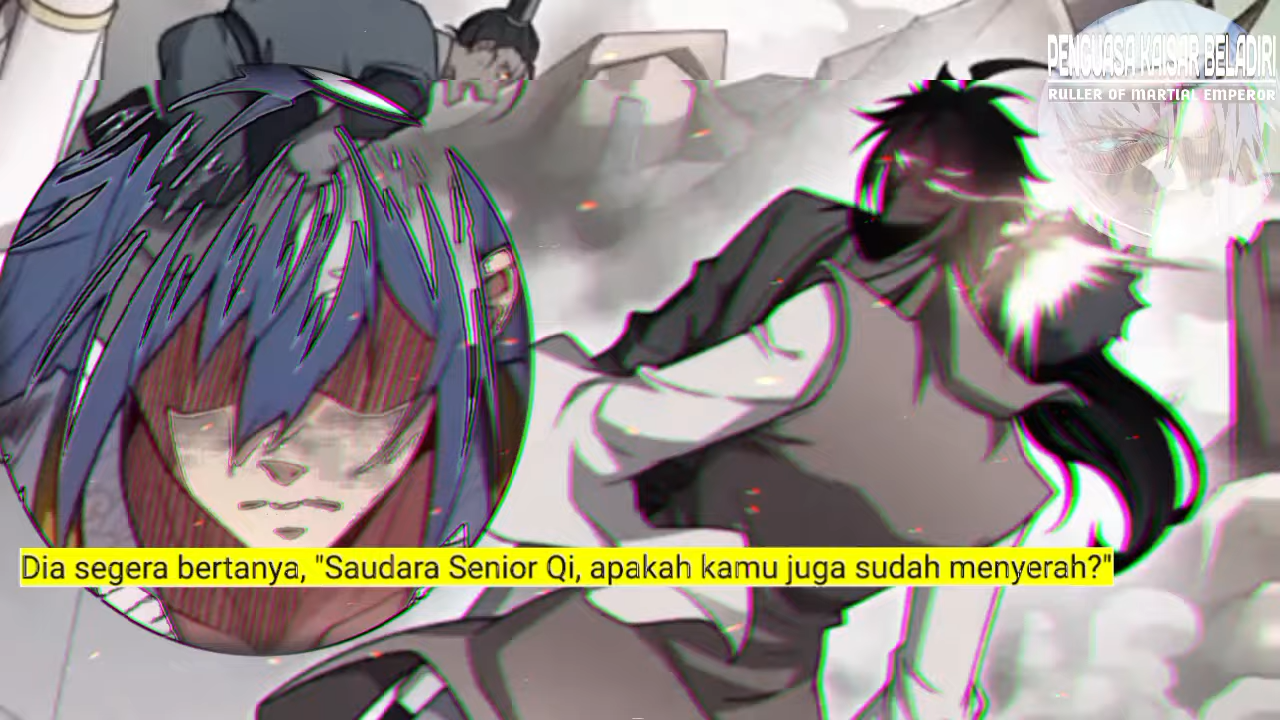 PENGUASA KAISAR BELADIRI
RULLER OF MARTIAL EMPEROR
Dia segera bertanya, "Saudara Senior Qi, apakah kamu juga sudah menyerah?"